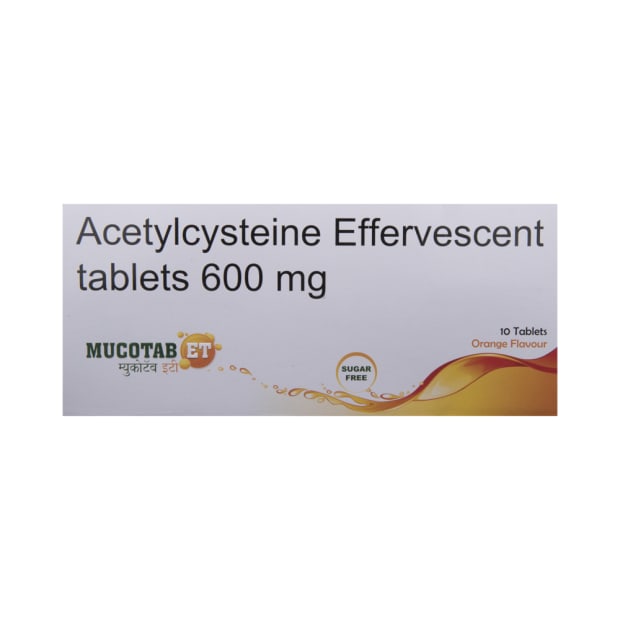 Acetylcysteine Effervescent
tablets 600 mg
10 Tablets
Orange Flavour
MUCOTAB ET
म्युकोटॅब इटी
SUGAR
FREE